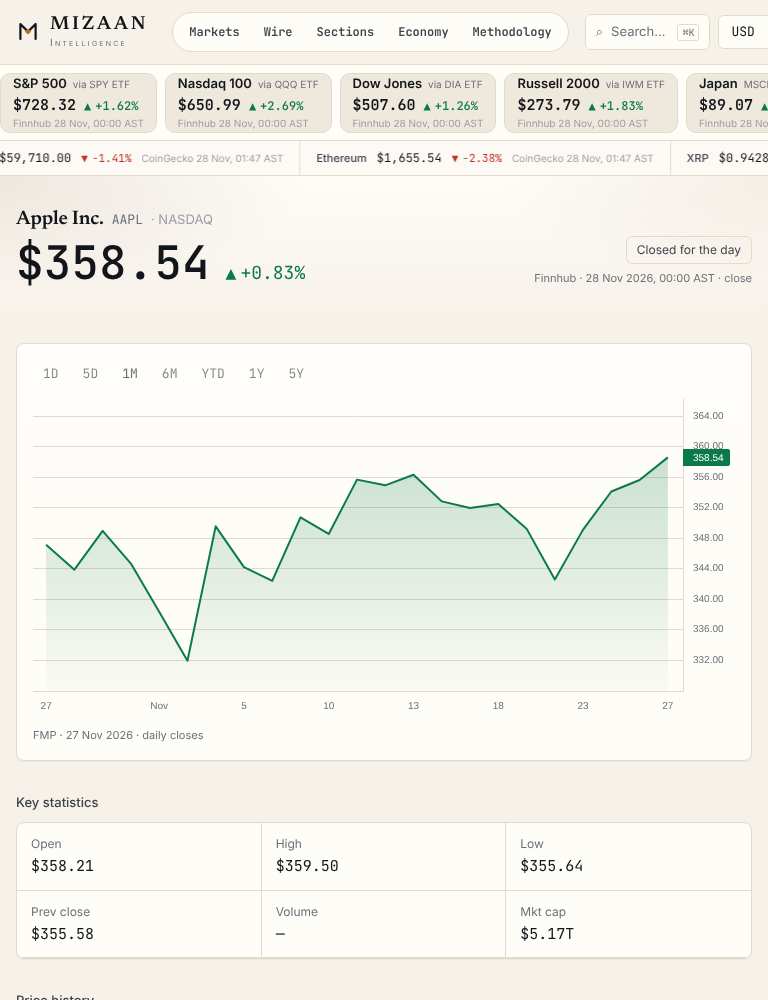 MIZAAN
Intelligence
Markets Wire Sections Economy Methodology
Search... ⌘K
USD
S&P 500 via SPY ETF
$728.32 ▲ +1.62%
Finnhub 28 Nov, 00:00 AST
Nasdaq 100 via QQQ ETF
$650.99 ▲ +2.69%
Finnhub 28 Nov, 00:00 AST
Dow Jones via DIA ETF
$507.60 ▲ +1.26%
Finnhub 28 Nov, 00:00 AST
Russell 2000 via IWM ETF
$273.79 ▲ +1.83%
Finnhub 28 Nov, 00:00 AST
Japan
$89.07 ▲
Finnhub 28
$59,710.00 ▼ -1.41% CoinGecko 28 Nov, 01:47 AST
Ethereum $1,655.54 ▼ -2.38% CoinGecko 28 Nov, 01:47 AST
XRP $0.9428
Apple Inc. AAPL · NASDAQ
$358.54 ▲ +0.83%
Closed for the day
Finnhub · 28 Nov 2026, 00:00 AST · close
1D 5D 1M 6M YTD 1Y 5Y
364.00
360.00
358.54
356.00
352.00
348.00
344.00
340.00
336.00
332.00
27 Nov 5 10 13 18 23 27
FMP · 27 Nov 2026 · daily closes
Key statistics
Open
$358.21
High
$359.50
Low
$355.64
Prev close
$355.58
Volume
—
Mkt cap
$5.17T
Price history